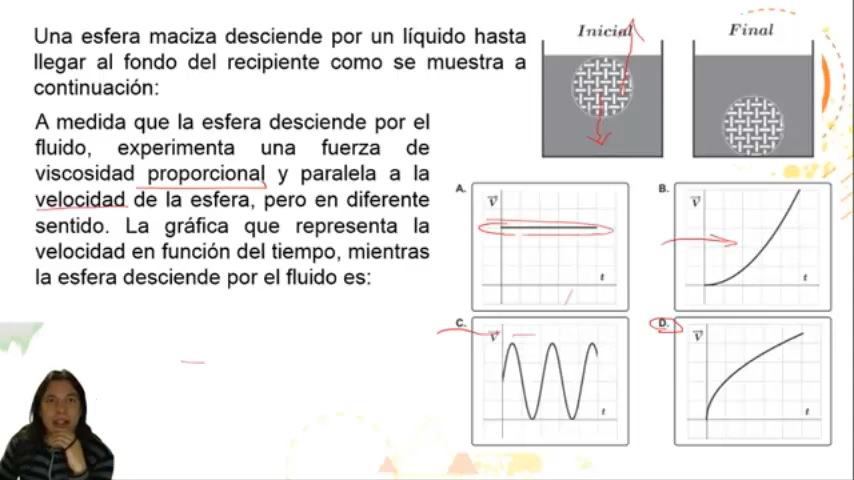 Una esfera maciza desciende por un líquido hasta
llegar al fondo del recipiente como se muestra a
continuación:
A medida que la esfera desciende por el
fluido, experimenta una fuerza de
viscosidad proporcional y paralela a la
velocidad de la esfera, pero en diferente
sentido. La gráfica que representa la
velocidad en función del tiempo, mientras
la esfera desciende por el fluido es:
Inicial
Final
A.
V
t
B.
V
t
C.
V
t
D.
V
t